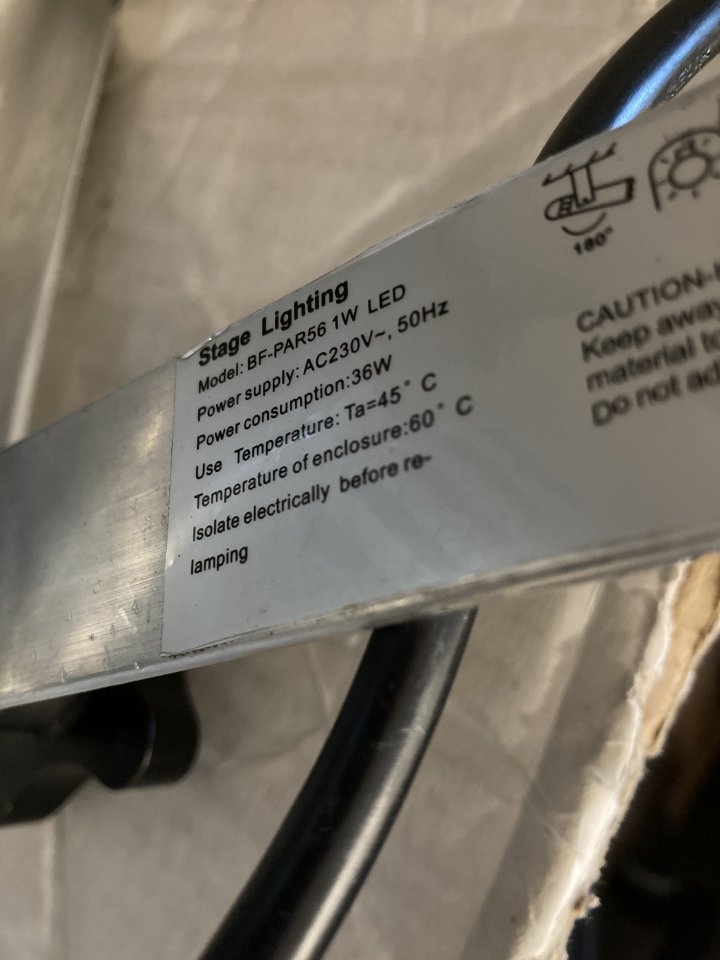 Stage Lighting
Model: BF-PAR56 1W LED
Power supply: AC230V~, 50Hz
Power consumption:36W
Use Temperature: Ta=45° C
Temperature of enclosure:60° C
Isolate electrically before re-
lamping
180°
CAUTION-
Keep away
material to
Do not